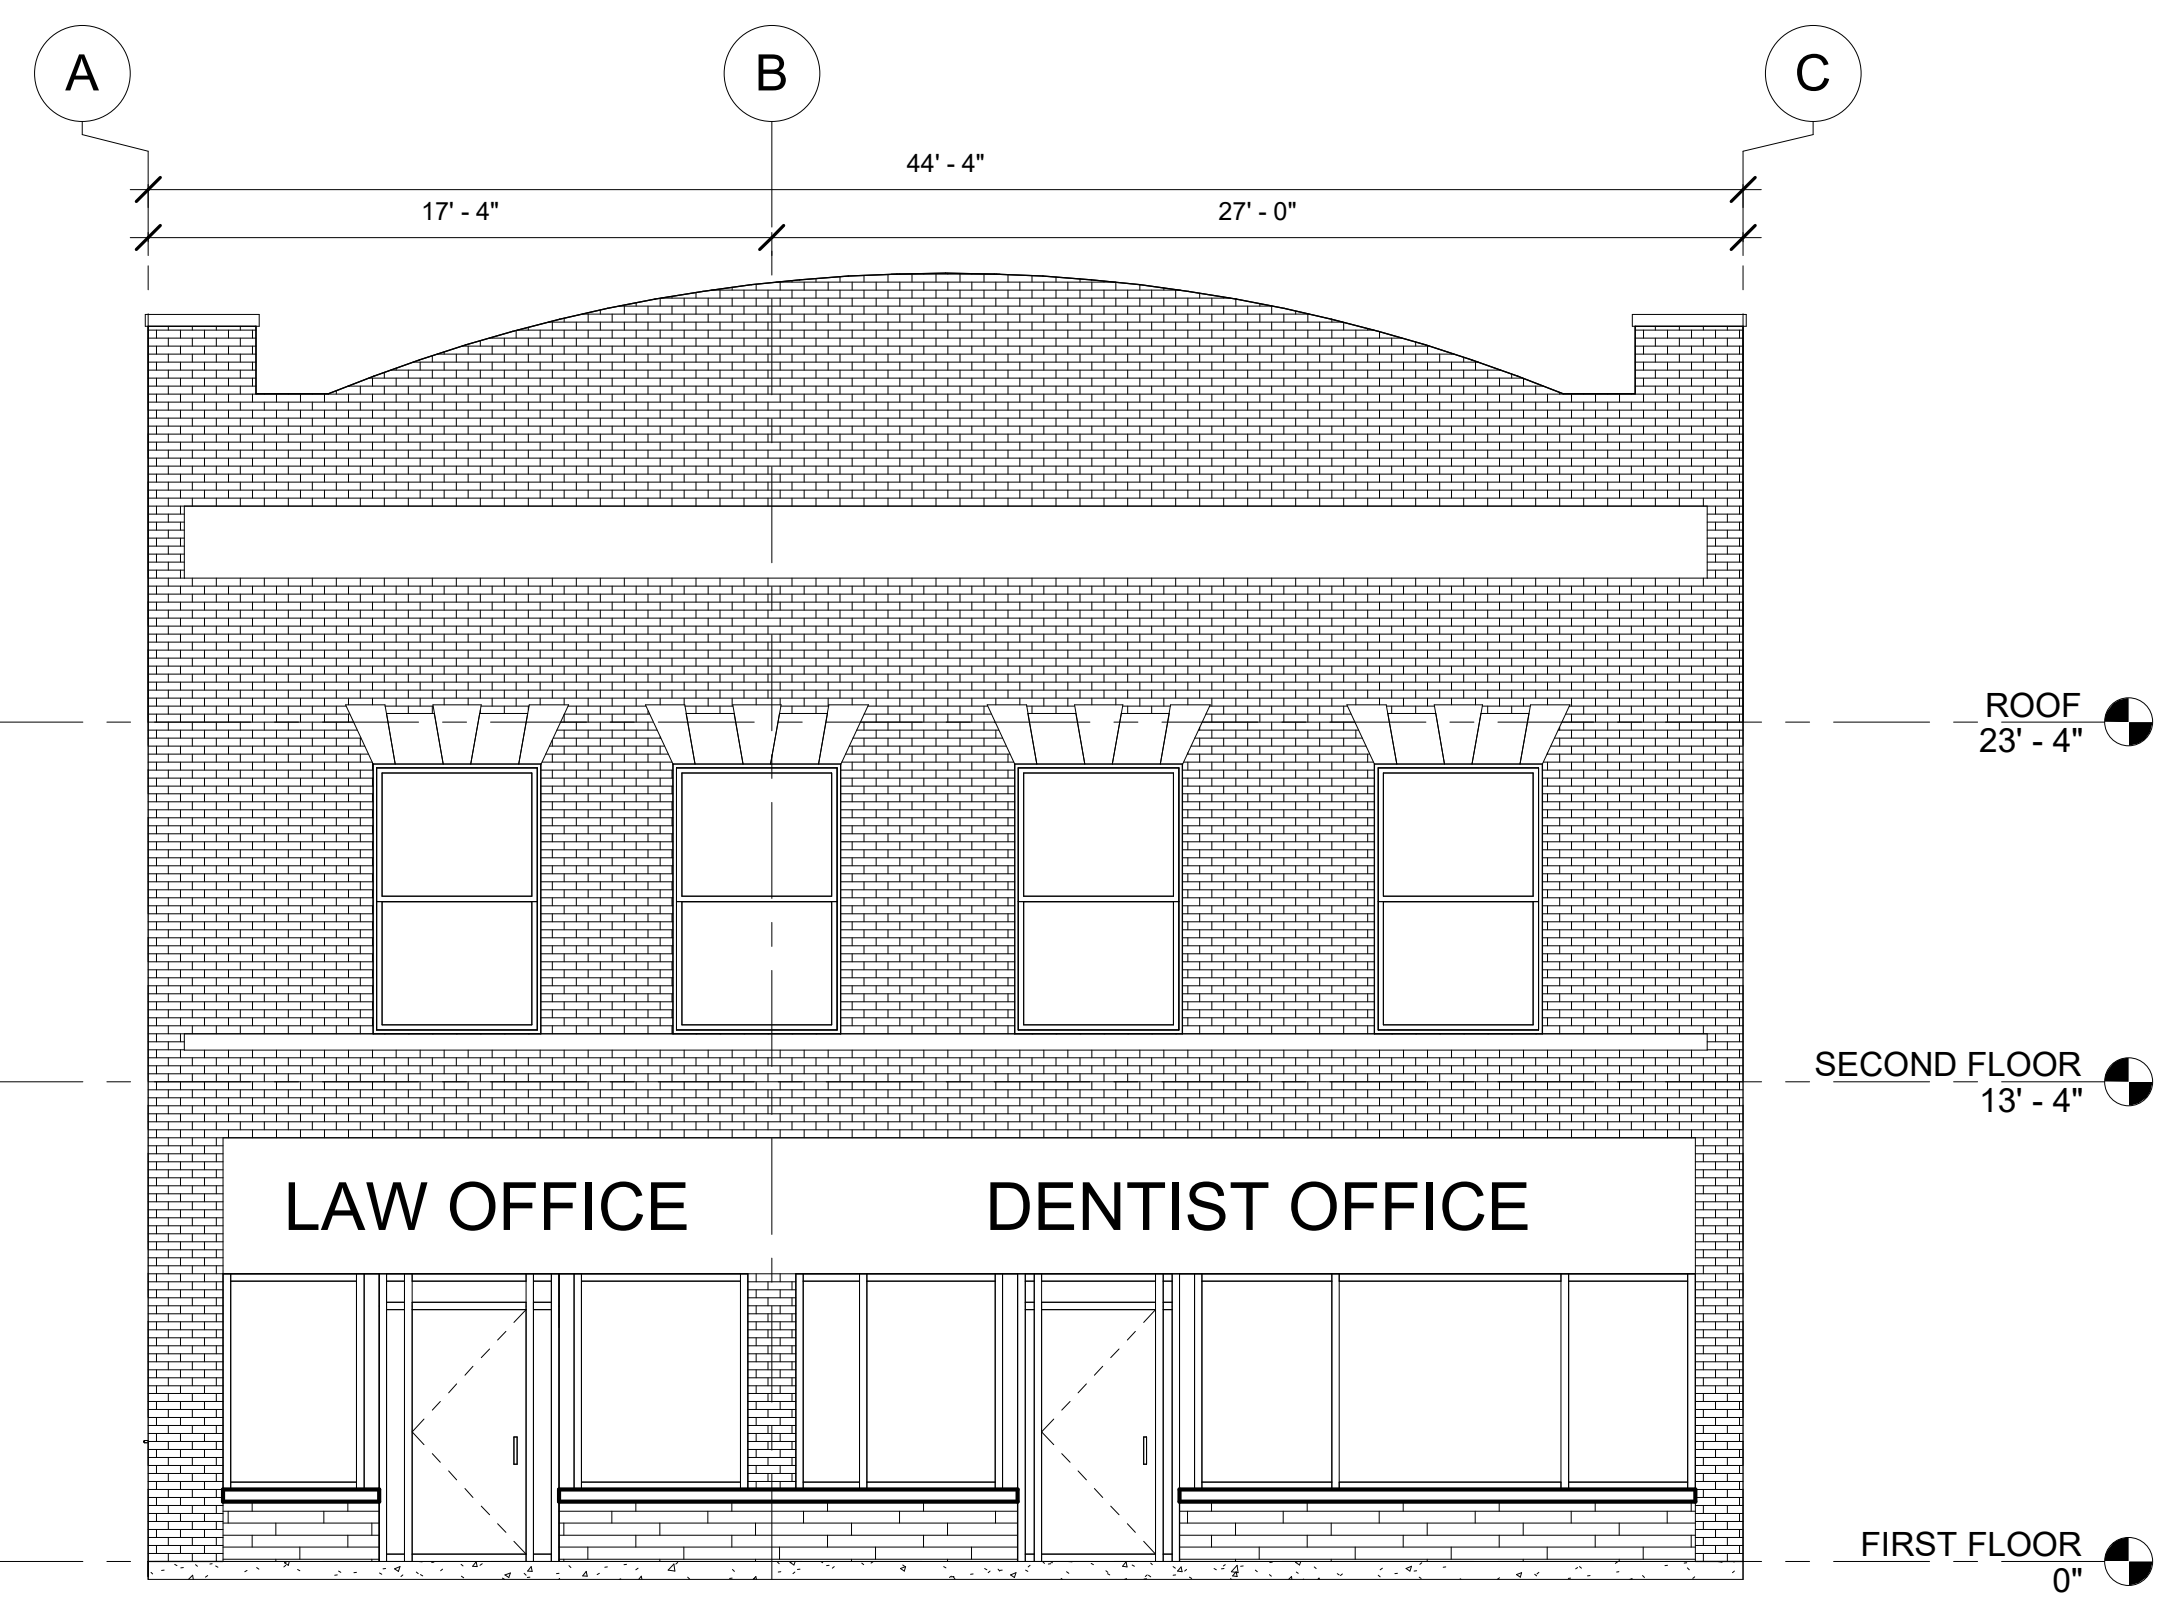 A
B
C
44' - 4"
17' - 4"
27' - 0"
ROOF
23' - 4"
SECOND FLOOR
13' - 4"
LAW OFFICE
DENTIST OFFICE
FIRST FLOOR
0"